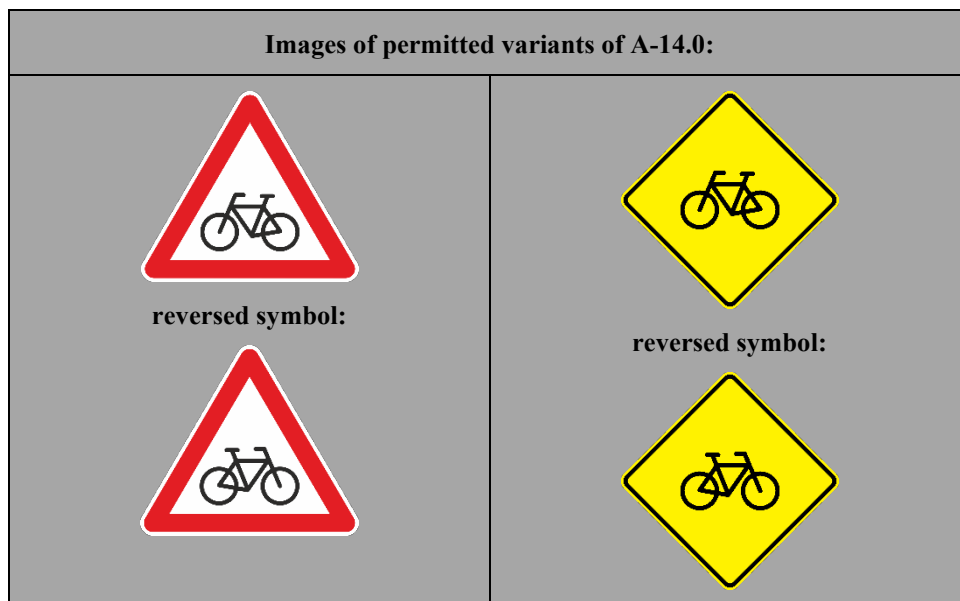 Images of permitted variants of A-14.0:
reversed symbol:
reversed symbol: